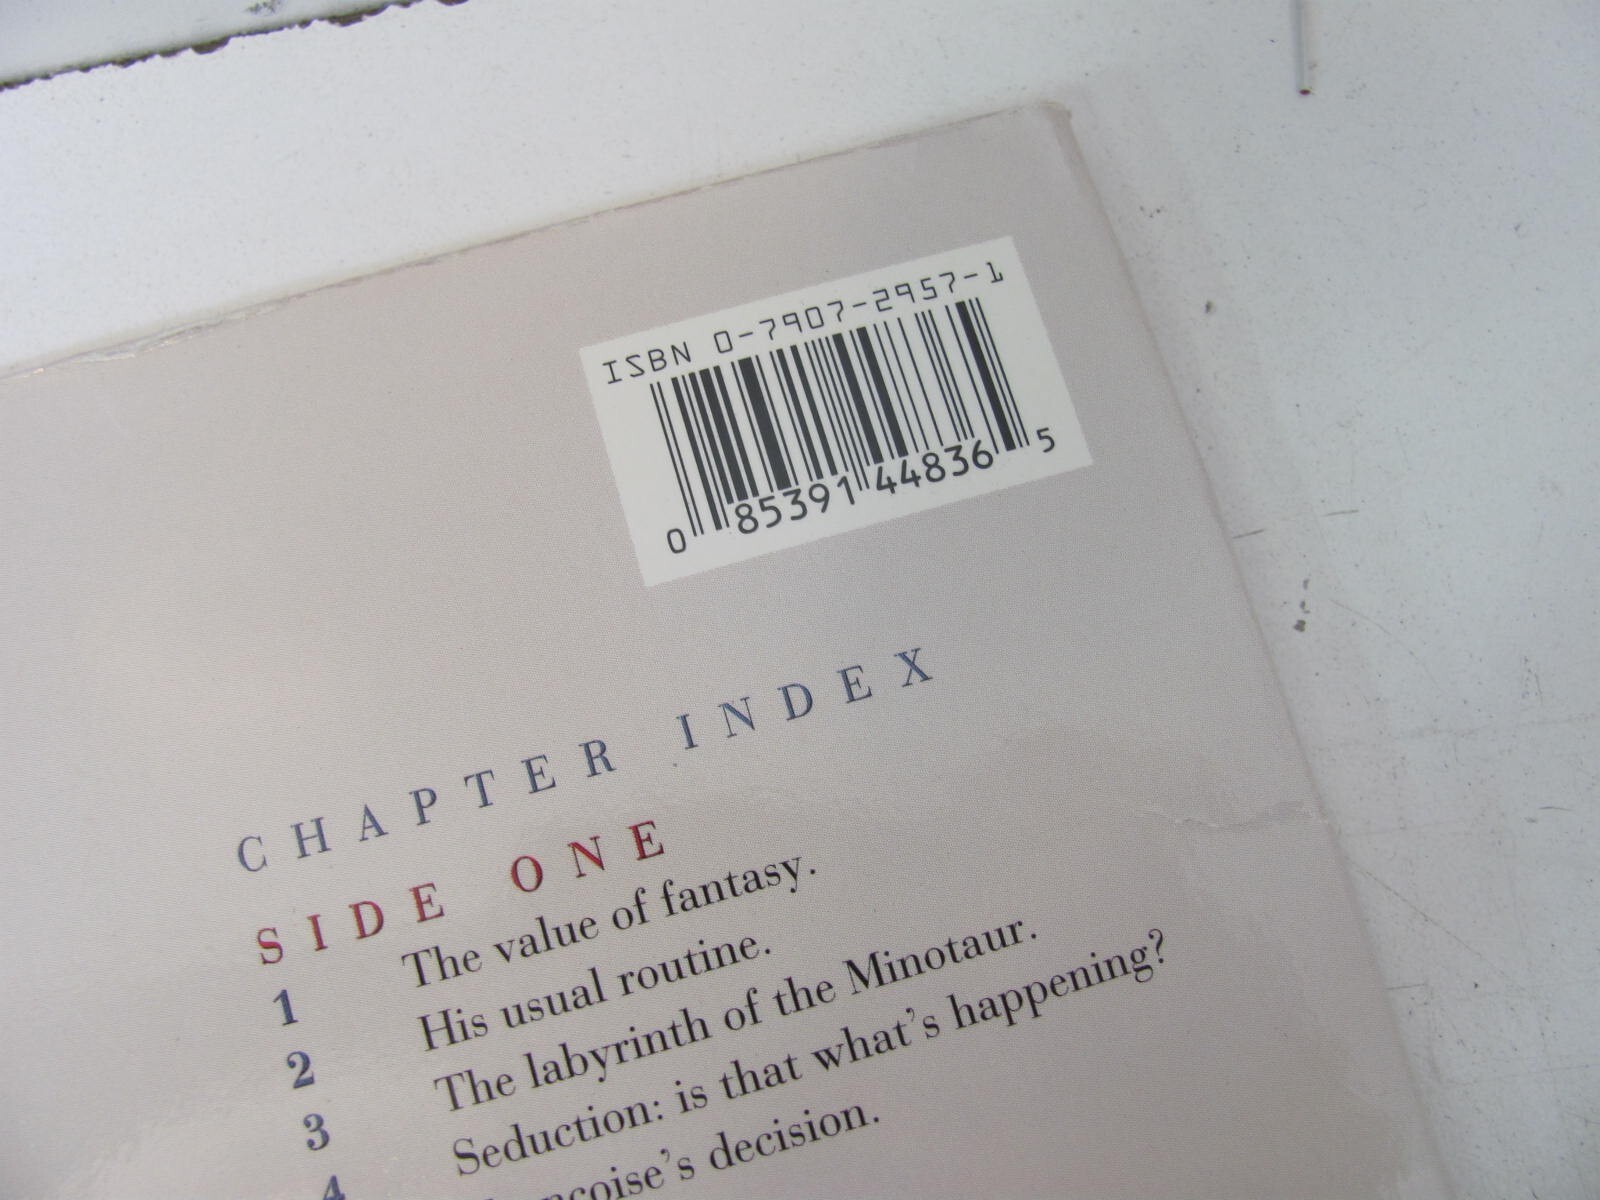 ISBN 0-7907-2957-1
0 85391 44836 5
CHAPTER INDEX
SIDE ONE
1 The value of fantasy.
2 His usual routine.
3 The labyrinth of the Minotaur.
4 Seduction: is that what's happening?
decision.